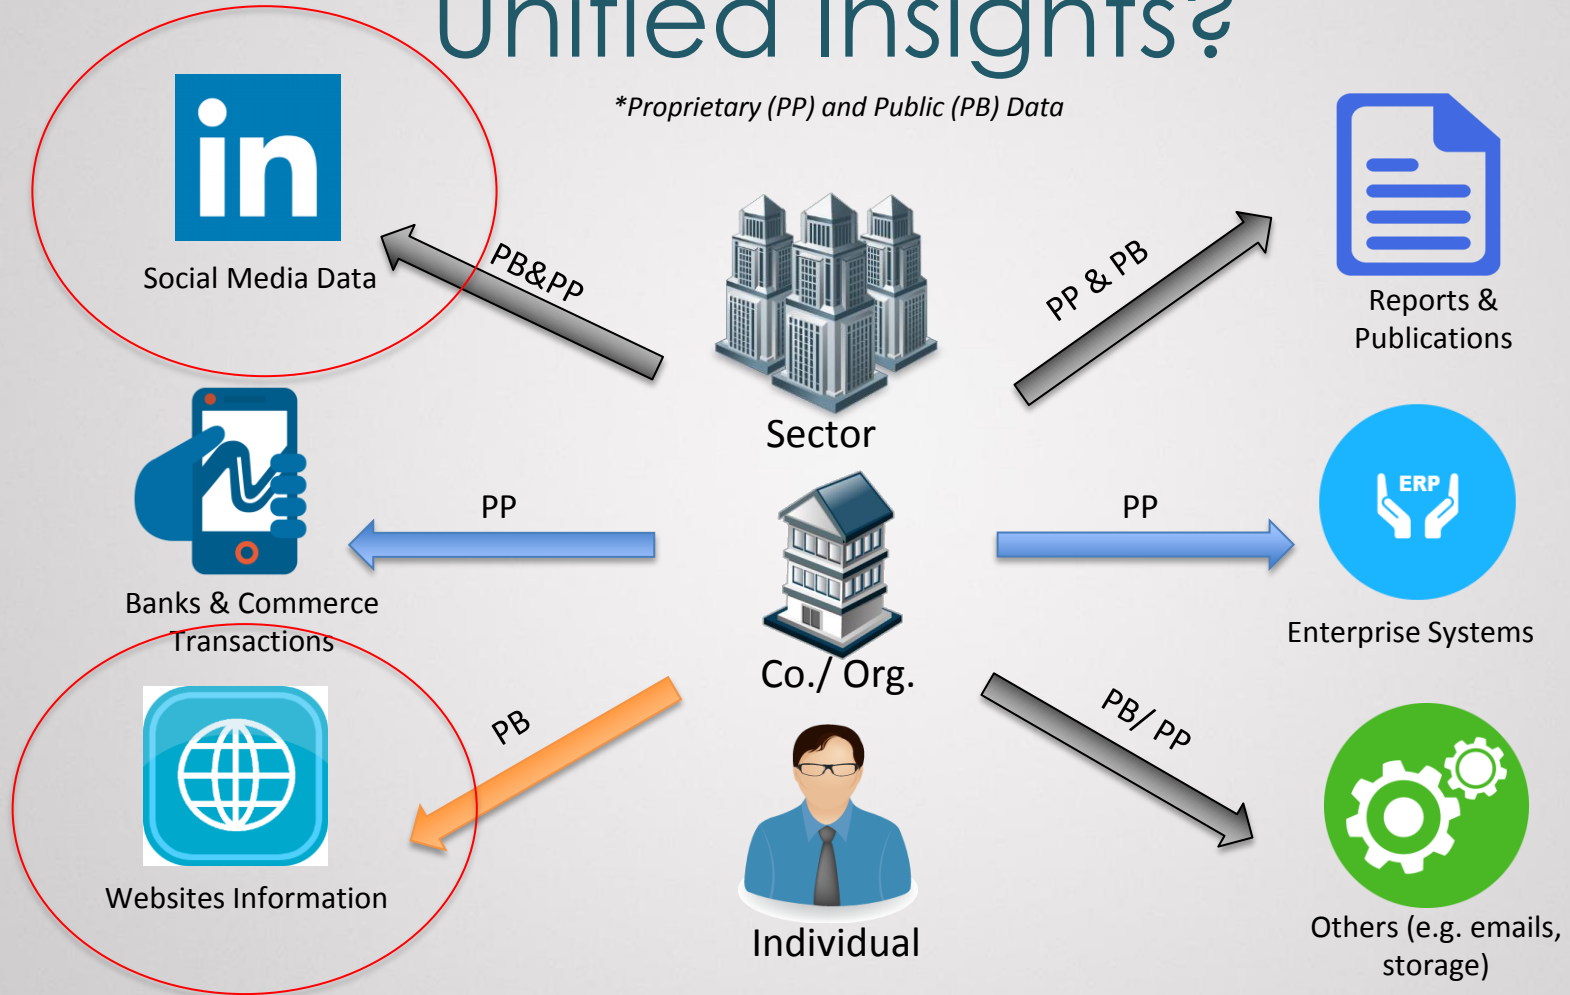 Unified Insights?
*Proprietary (PP) and Public (PB) Data
in
Social Media Data
PB&PP
Sector
PP & PB
Reports &
Publications
Banks & Commerce
Transactions
PP
Co./ Org.
PP
ERP
Enterprise Systems
Websites Information
PB
Individual
PB/ PP
Others (e.g. emails,
storage)